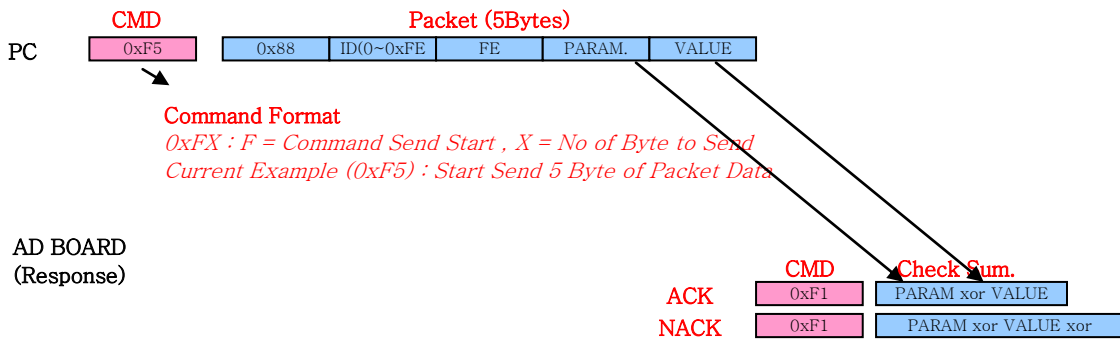 CMD Packet (5Bytes)
PC 0xF5 0x88 ID(0~0xFE FE PARAM. VALUE
Command Format
0xFX : F = Command Send Start , X = No of Byte to Send
Current Example (0xF5) : Start Send 5 Byte of Packet Data
AD BOARD
(Response)
CMD Check Sum.
ACK 0xF1 PARAM xor VALUE
NACK 0xF1 PARAM xor VALUE xor